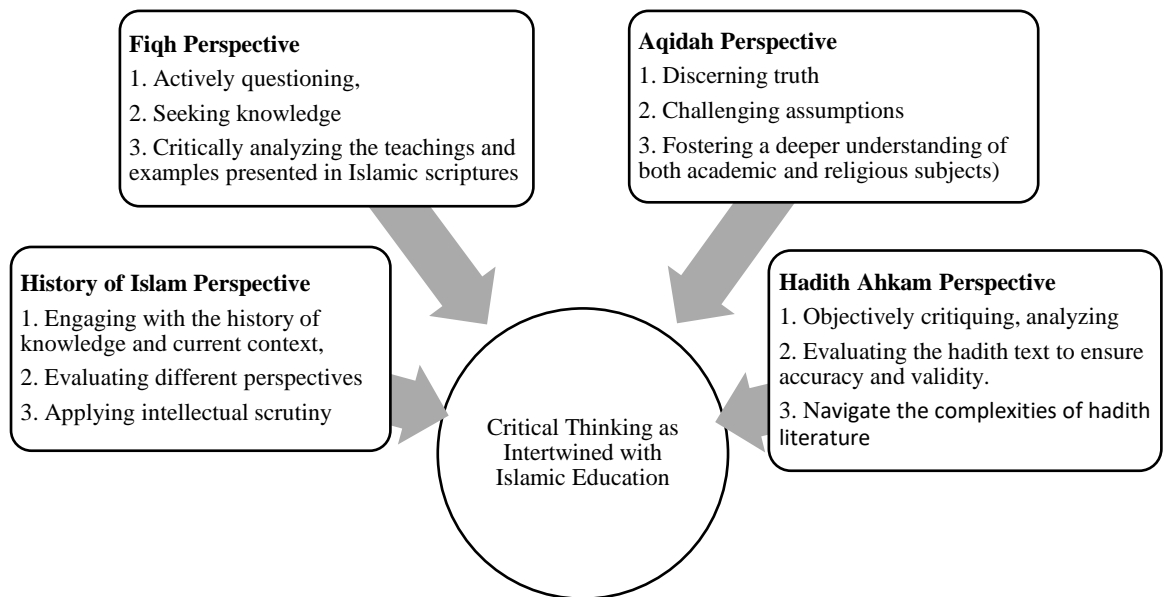 Fiqh Perspective
1. Actively questioning,
2. Seeking knowledge
3. Critically analyzing the teachings and
examples presented in Islamic scriptures
Aqidah Perspective
1. Discerning truth
2. Challenging assumptions
3. Fostering a deeper understanding of
both academic and religious subjects)
History of Islam Perspective
1. Engaging with the history of
knowledge and current context,
2. Evaluating different perspectives
3. Applying intellectual scrutiny
Hadith Ahkam Perspective
1. Objectively critiquing, analyzing
2. Evaluating the hadith text to ensure
accuracy and validity.
3. Navigate the complexities of hadith
literature
Critical Thinking as
Intertwined with
Islamic Education